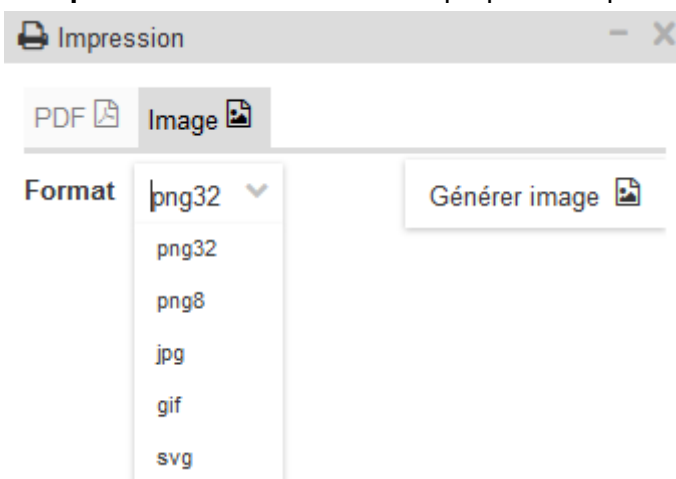 Impression
PDF Image
Format png32 Générer image
png32
png8
jpg
gif
svg